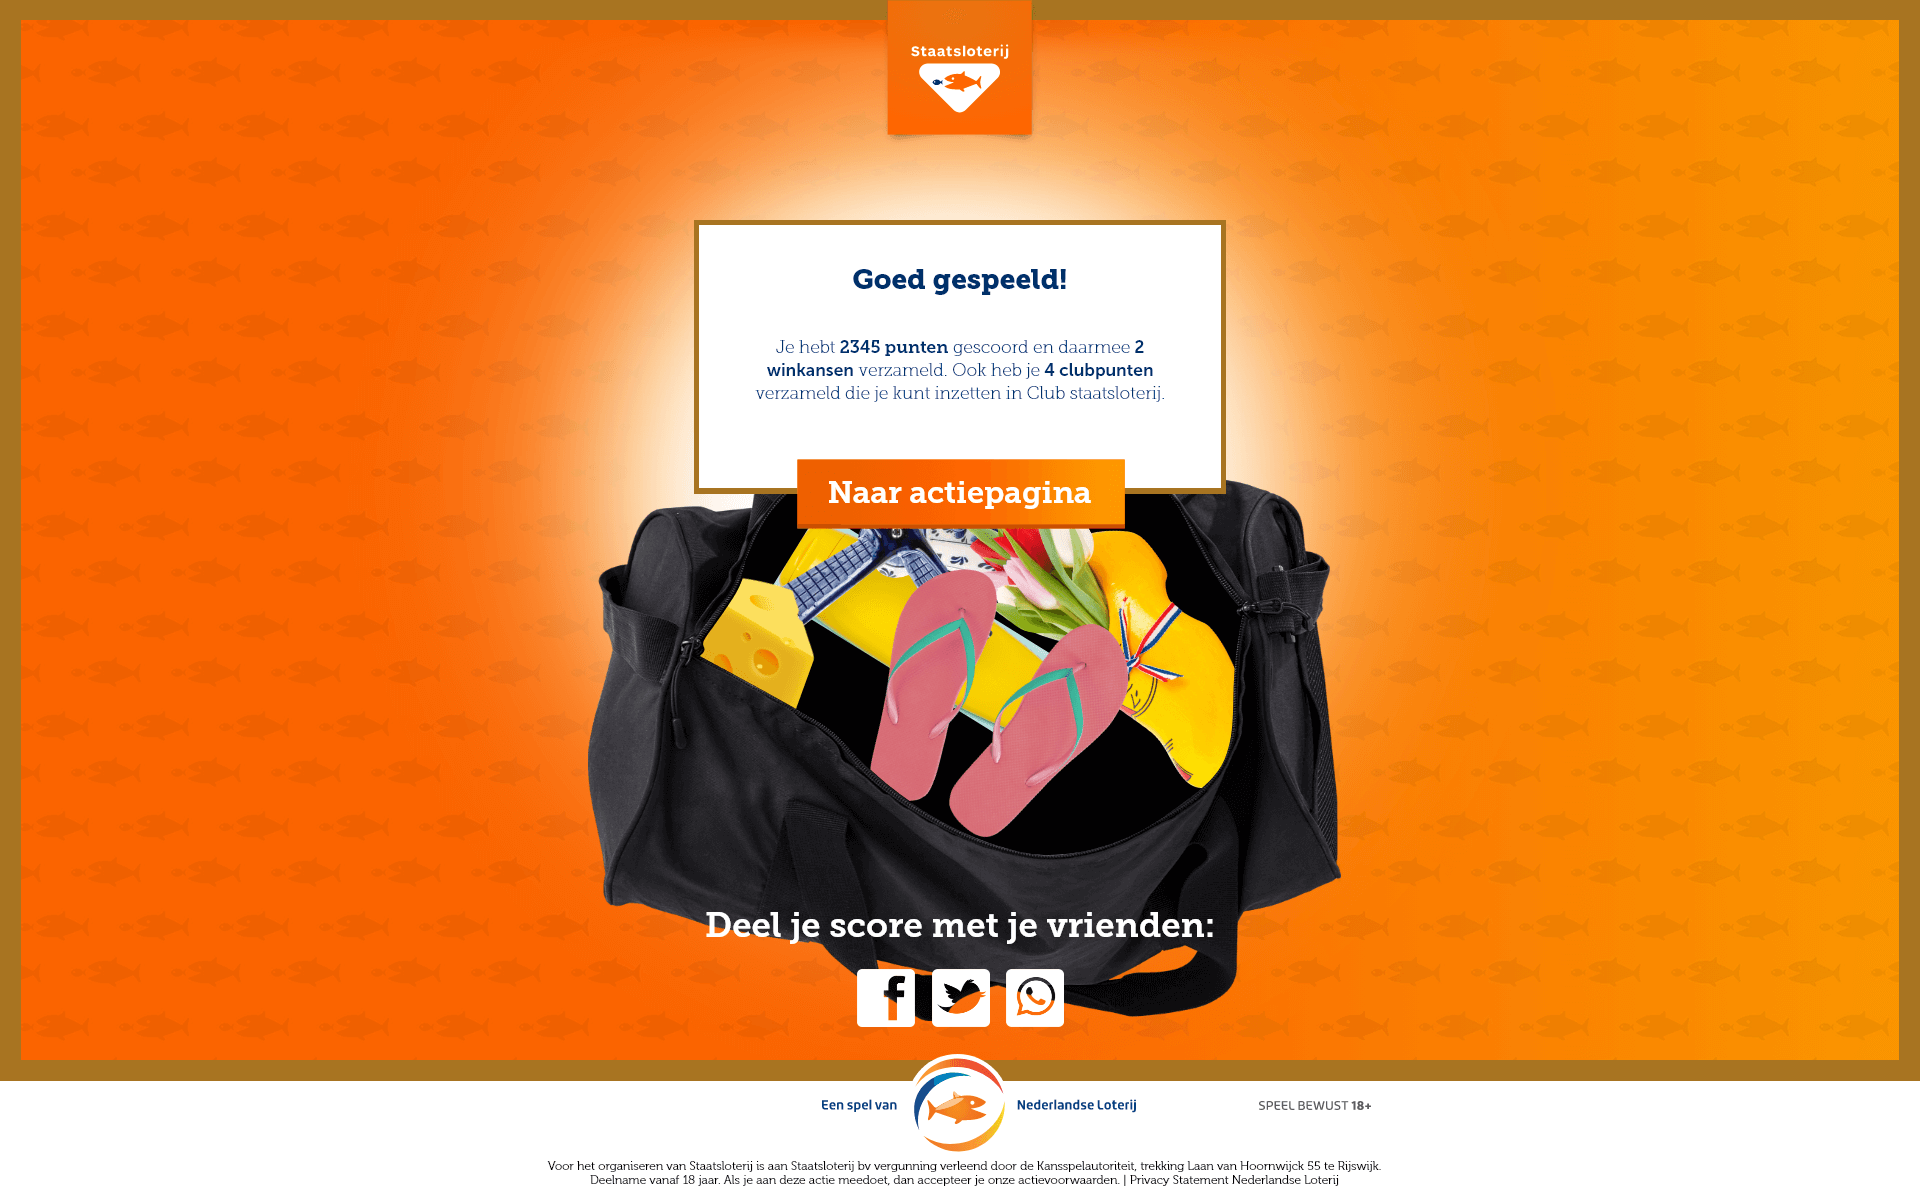 Staatsloterij
Goed gespeeld!
Je hebt 2345 punten gescoord en daarmee 2
winkansen verzameld. Ook heb je 4 clubpunten
verzameld die je kunt inzetten in Club staatsloterij.
Naar actiepagina
Deel je score met je vrienden:
Een spel van Nederlandse Loterij
SPEEL BEWUST 18+
Voor het organiseren van Staatsloterij is aan Staatsloterij bv vergunning verleend door de Kansspelautoriteit, trekking Laan van Hoornwijck 55 te Rijswijk.
Deelname vanaf 18 jaar. Als je aan deze actie meedoet, dan accepteer je onze actievoorwaarden. | Privacy Statement Nederlandse Loterij